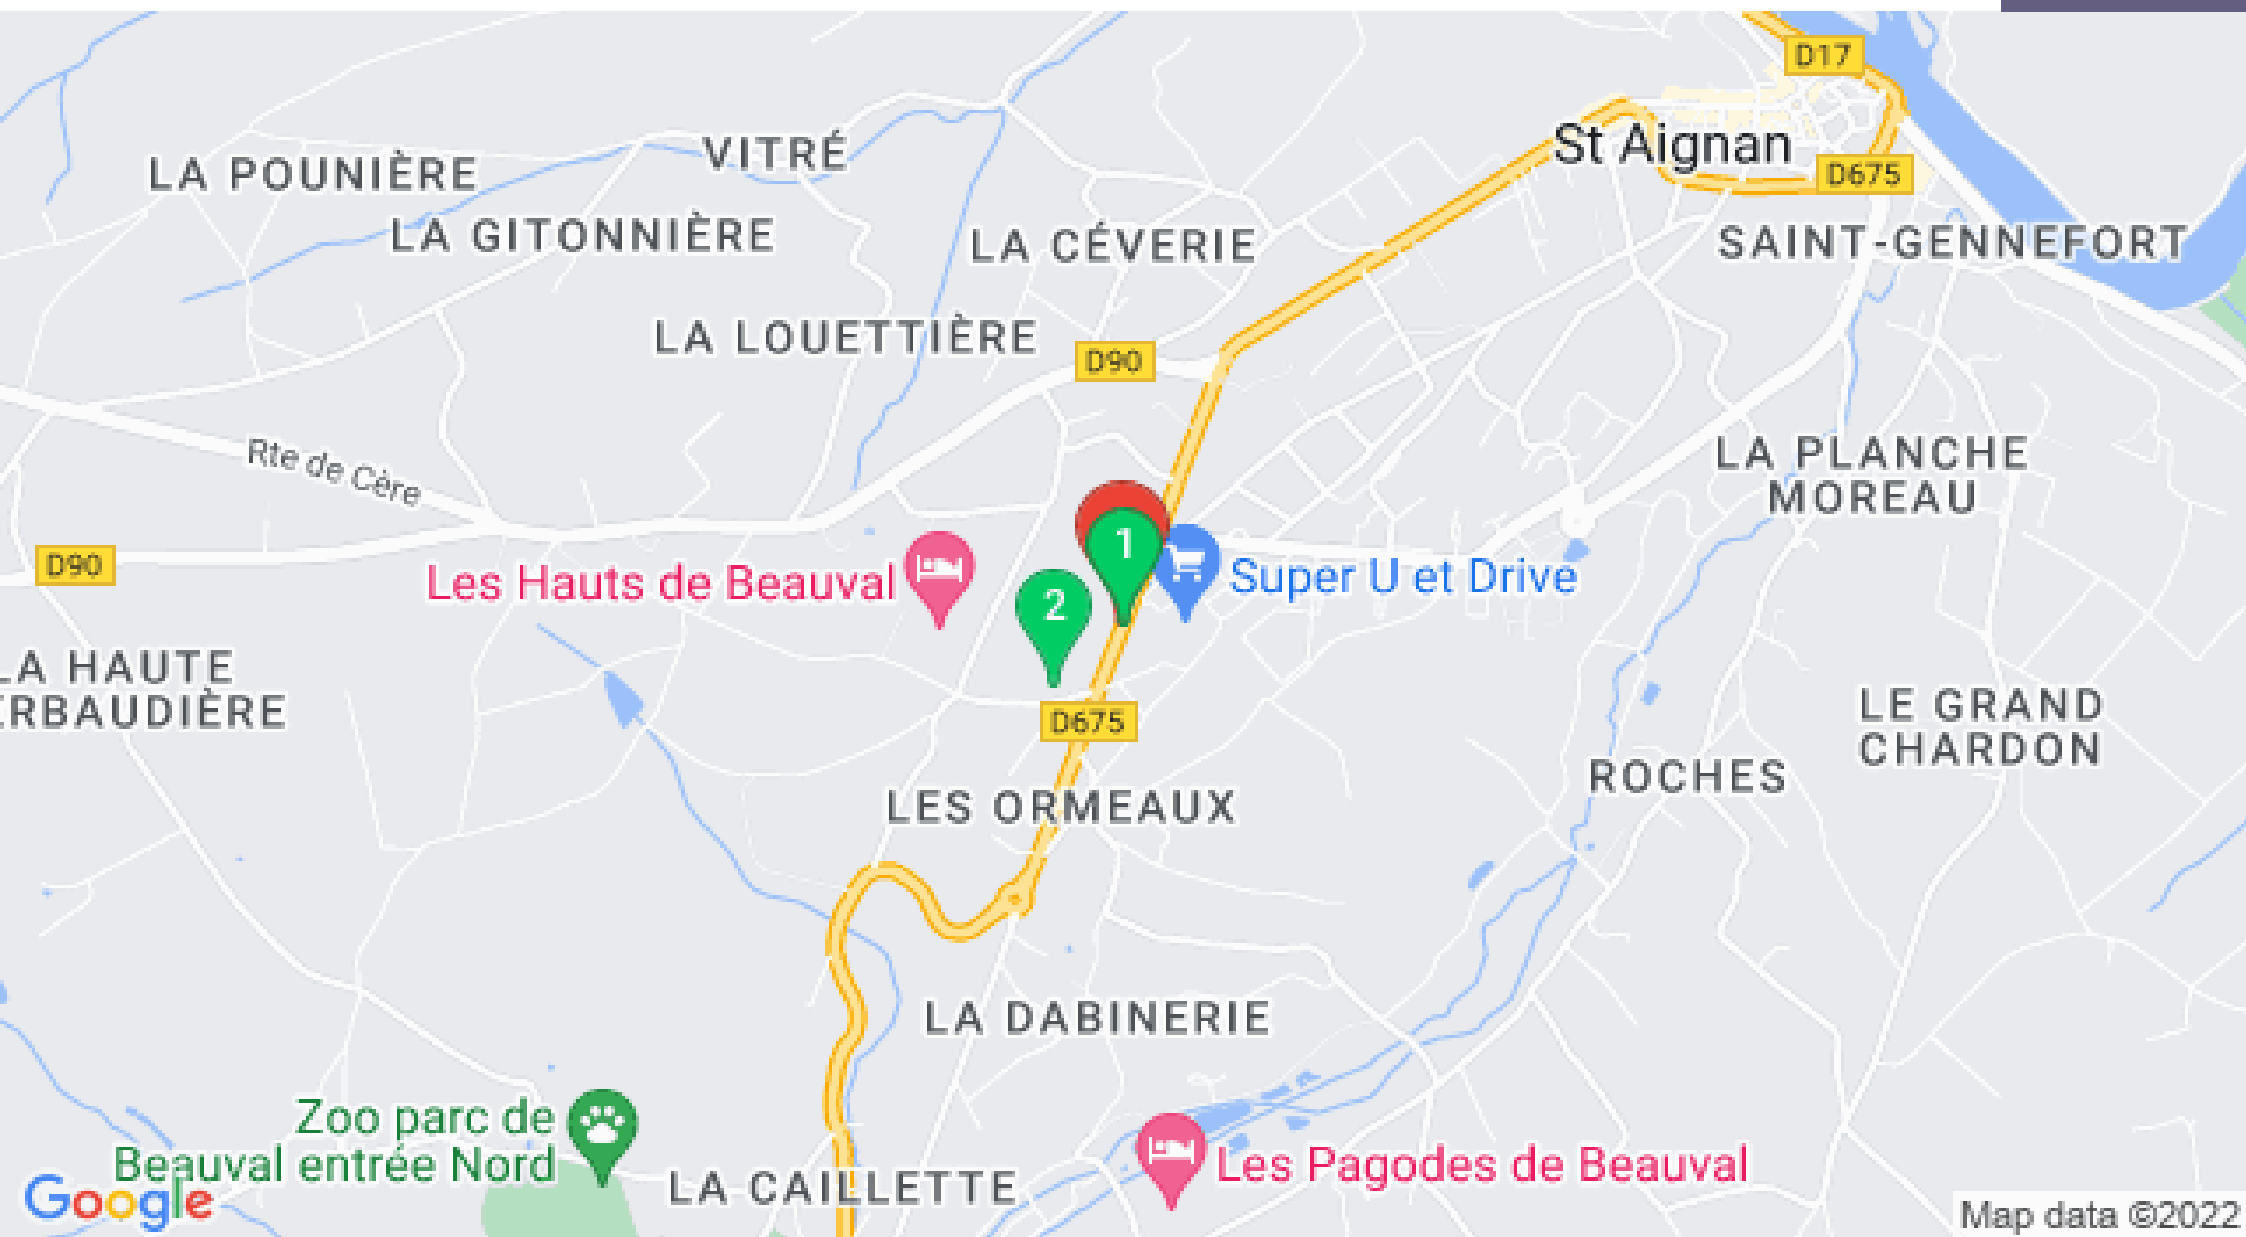 D17
St Aignan
VITRÉ
LA POUNIÈRE
D675
LA GITONNIÈRE
LA CÉVERIE
SAINT-GENNEFORT
LA LOUETTIÈRE
D90
Rte de Cère
LA PLANCHE
MOREAU
1
D90
Les Hauts de Beauval
Super U et Drive
2
LA HAUTE
ERBAUDIÈRE
D675
LE GRAND
CHARDON
ROCHES
LES ORMEAUX
LA DABINERIE
Zoo parc de
Beauval entrée Nord
Les Pagodes de Beauval
LA CAILLETTE
Google
Map data ©2022